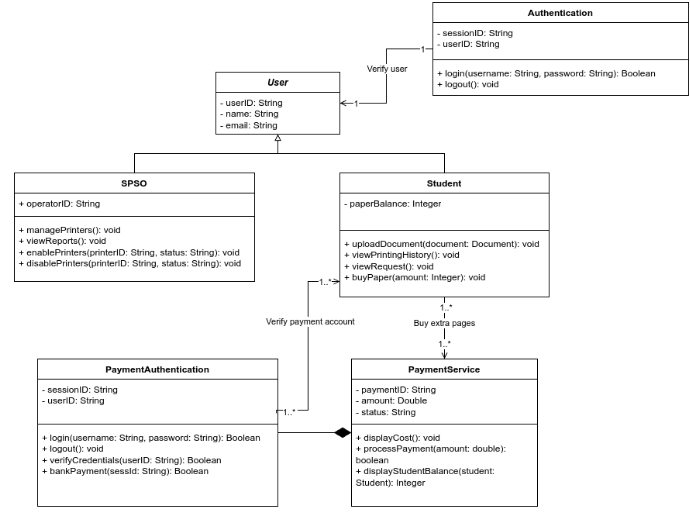 Authentication
- sessionID: String
- userID: String
+ login(username: String, password: String): Boolean
+ logout(): void
1
Verify user
1
User
- userID: String
- name: String
- email: String
SPSO
+ operatorID: String
+ managePrinters(): void
+ viewReports(): void
+ enablePrinters(printerID: String, status: String): void
+ disablePrinters(printerID: String, status: String): void
Student
- paperBalance: Integer
+ uploadDocument(document: Document): void
+ viewPrintingHistory(): void
+ viewRequest(): void
+ buyPaper(amount: Integer): void
1..*
Verify payment account
1..*
1..*
Buy extra pages
1..*
PaymentAuthentication
- sessionID: String
- userID: String
+ login(username: String, password: String): Boolean
+ logout(): void
+ verifyCredentials(userID: String): Boolean
+ bankPayment(sessId: String): Boolean
PaymentService
- paymentID: String
- amount: Double
- status: String
+ displayCost(): void
+ processPayment(amount: double):
boolean
+ displayStudentBalance(student:
Student): Integer